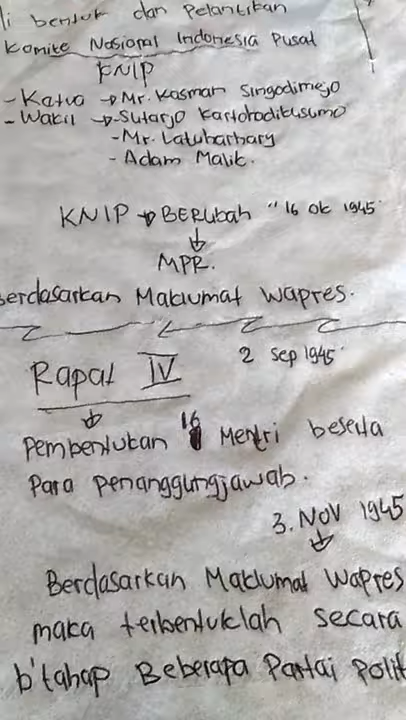 di bentuk dan Pelantikan
Komite Nasional Indonesia Pusat
KNIP
- Katua → Mr. Kasman Singodimejo
- Wakil → Sutarjo Kartohadikusumo
- Mr. Latuharhary
- Adam Malik.
KNIP → BERUbah "16 ok 1945
↓
MPR.
Berdasarkan Maklumat Wapres.
2 Sep 1945
Rapat IV
↓
Pembentukan 16 Mentri beserta
Para Penanggungjawab.
3. NOV 1945
↓
Berdasarkan Maklumat Wapres
maka terbentuklah secara
b'tahap Beberapa Partai Polit